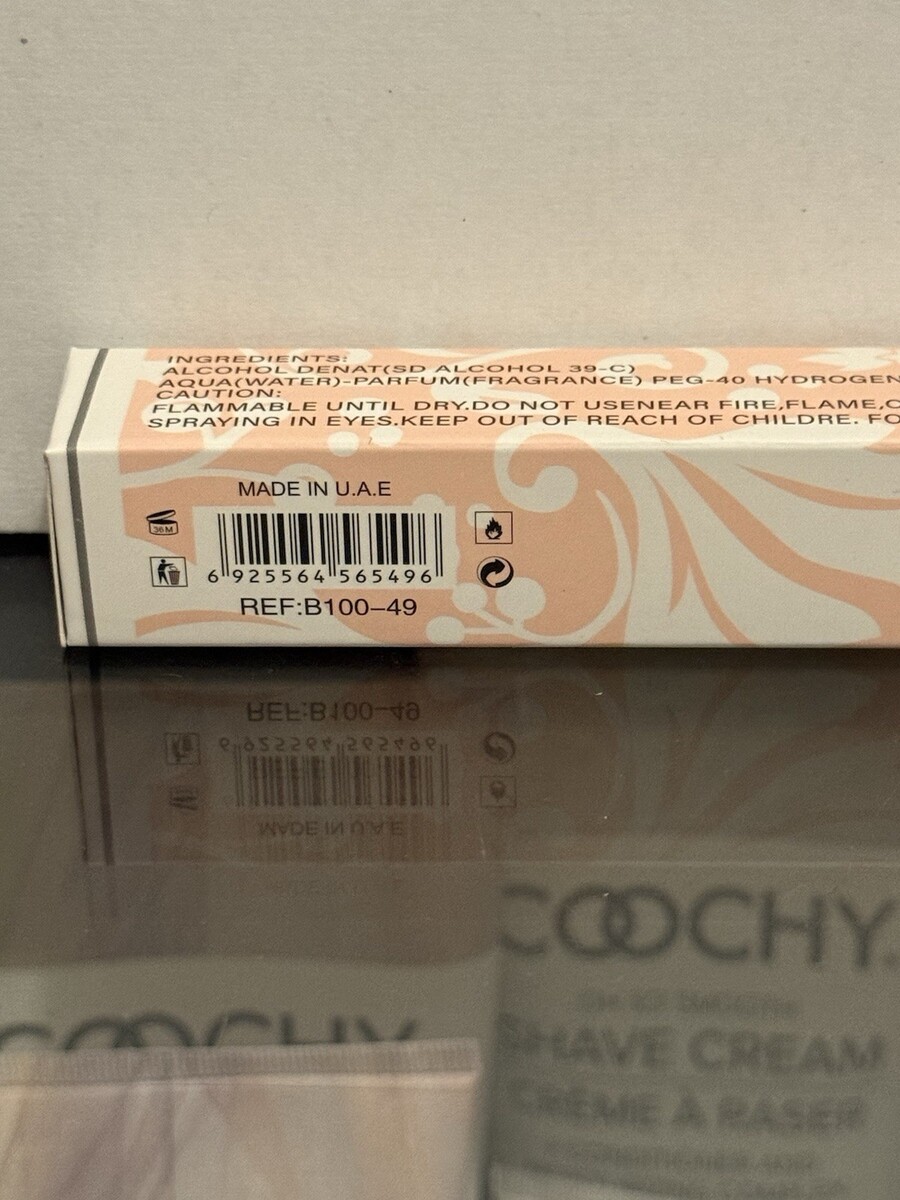 INGREDIENTS:
ALCOHOL DENAT(SD ALCOHOL 39-C)
AQUA(WATER)-PARFUM(FRAGRANCE) PEG-40 HYDROGEN
CAUTION:
FLAMMABLE UNTIL DRY.DO NOT USENEAR FIRE,FLAME,
SPRAYING IN EYES.KEEP OUT OF REACH OF CHILDRE. FO
MADE IN U.A.E
36M
6 925564 565496
REF:B100-49
COOCHY
SHAVE CREAM
CRÈME À RASER
COOCHY